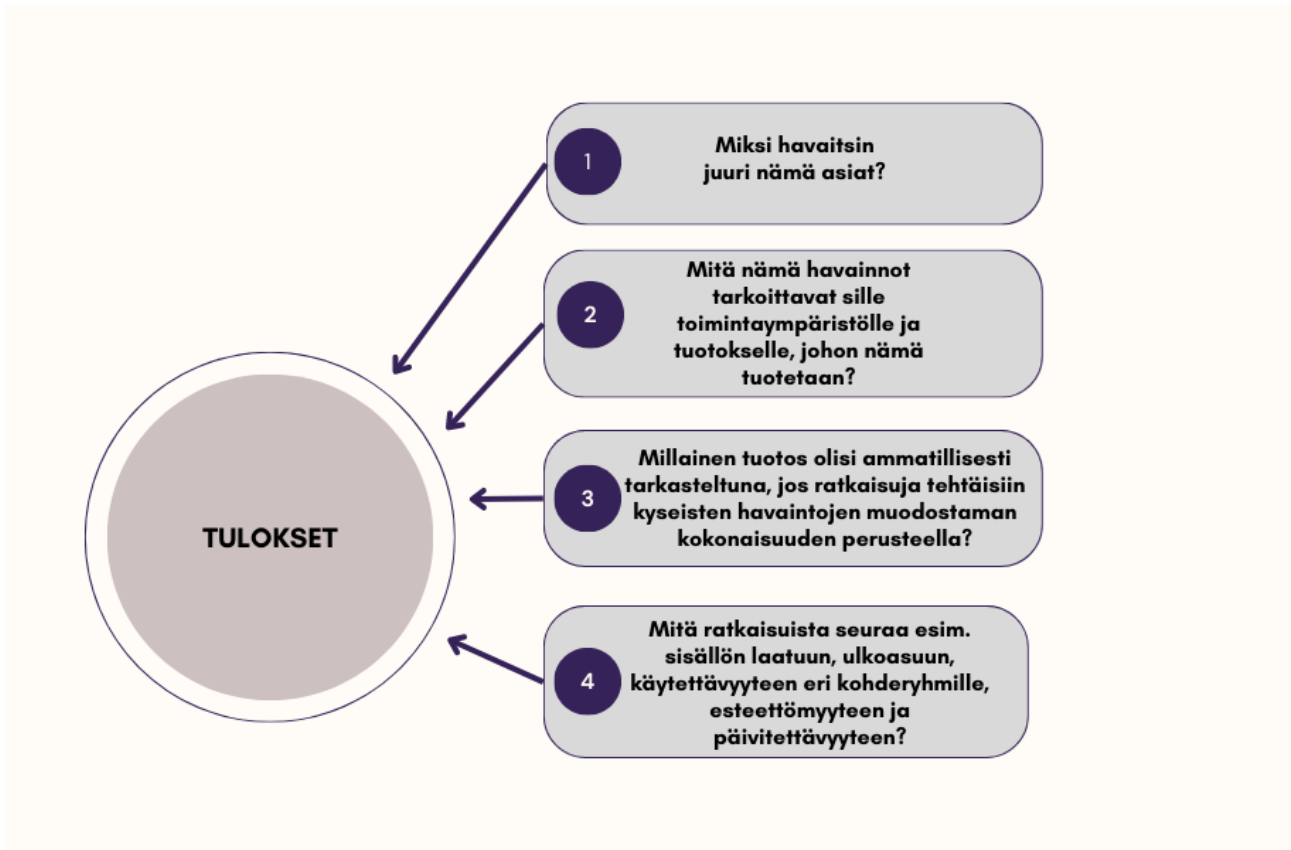 1
Miksi havaitsin
juuri nämä asiat?
2
Mitä nämä havainnot
tarkoittavat sille
toimintaympäristölle ja
tuotokselle, johon nämä
tuotetaan?
3
Millainen tuotos olisi ammatillisesti
tarkasteltuna, jos ratkaisuja tehtäisiin
kyseisten havaintojen muodostaman
kokonaisuuden perusteella?
4
Mitä ratkaisuista seuraa esim.
sisällön laatuun, ulkoasuun,
käytettävyyteen eri kohderyhmille,
esteettömyyteen ja
päivitettävyyteen?
TULOKSET